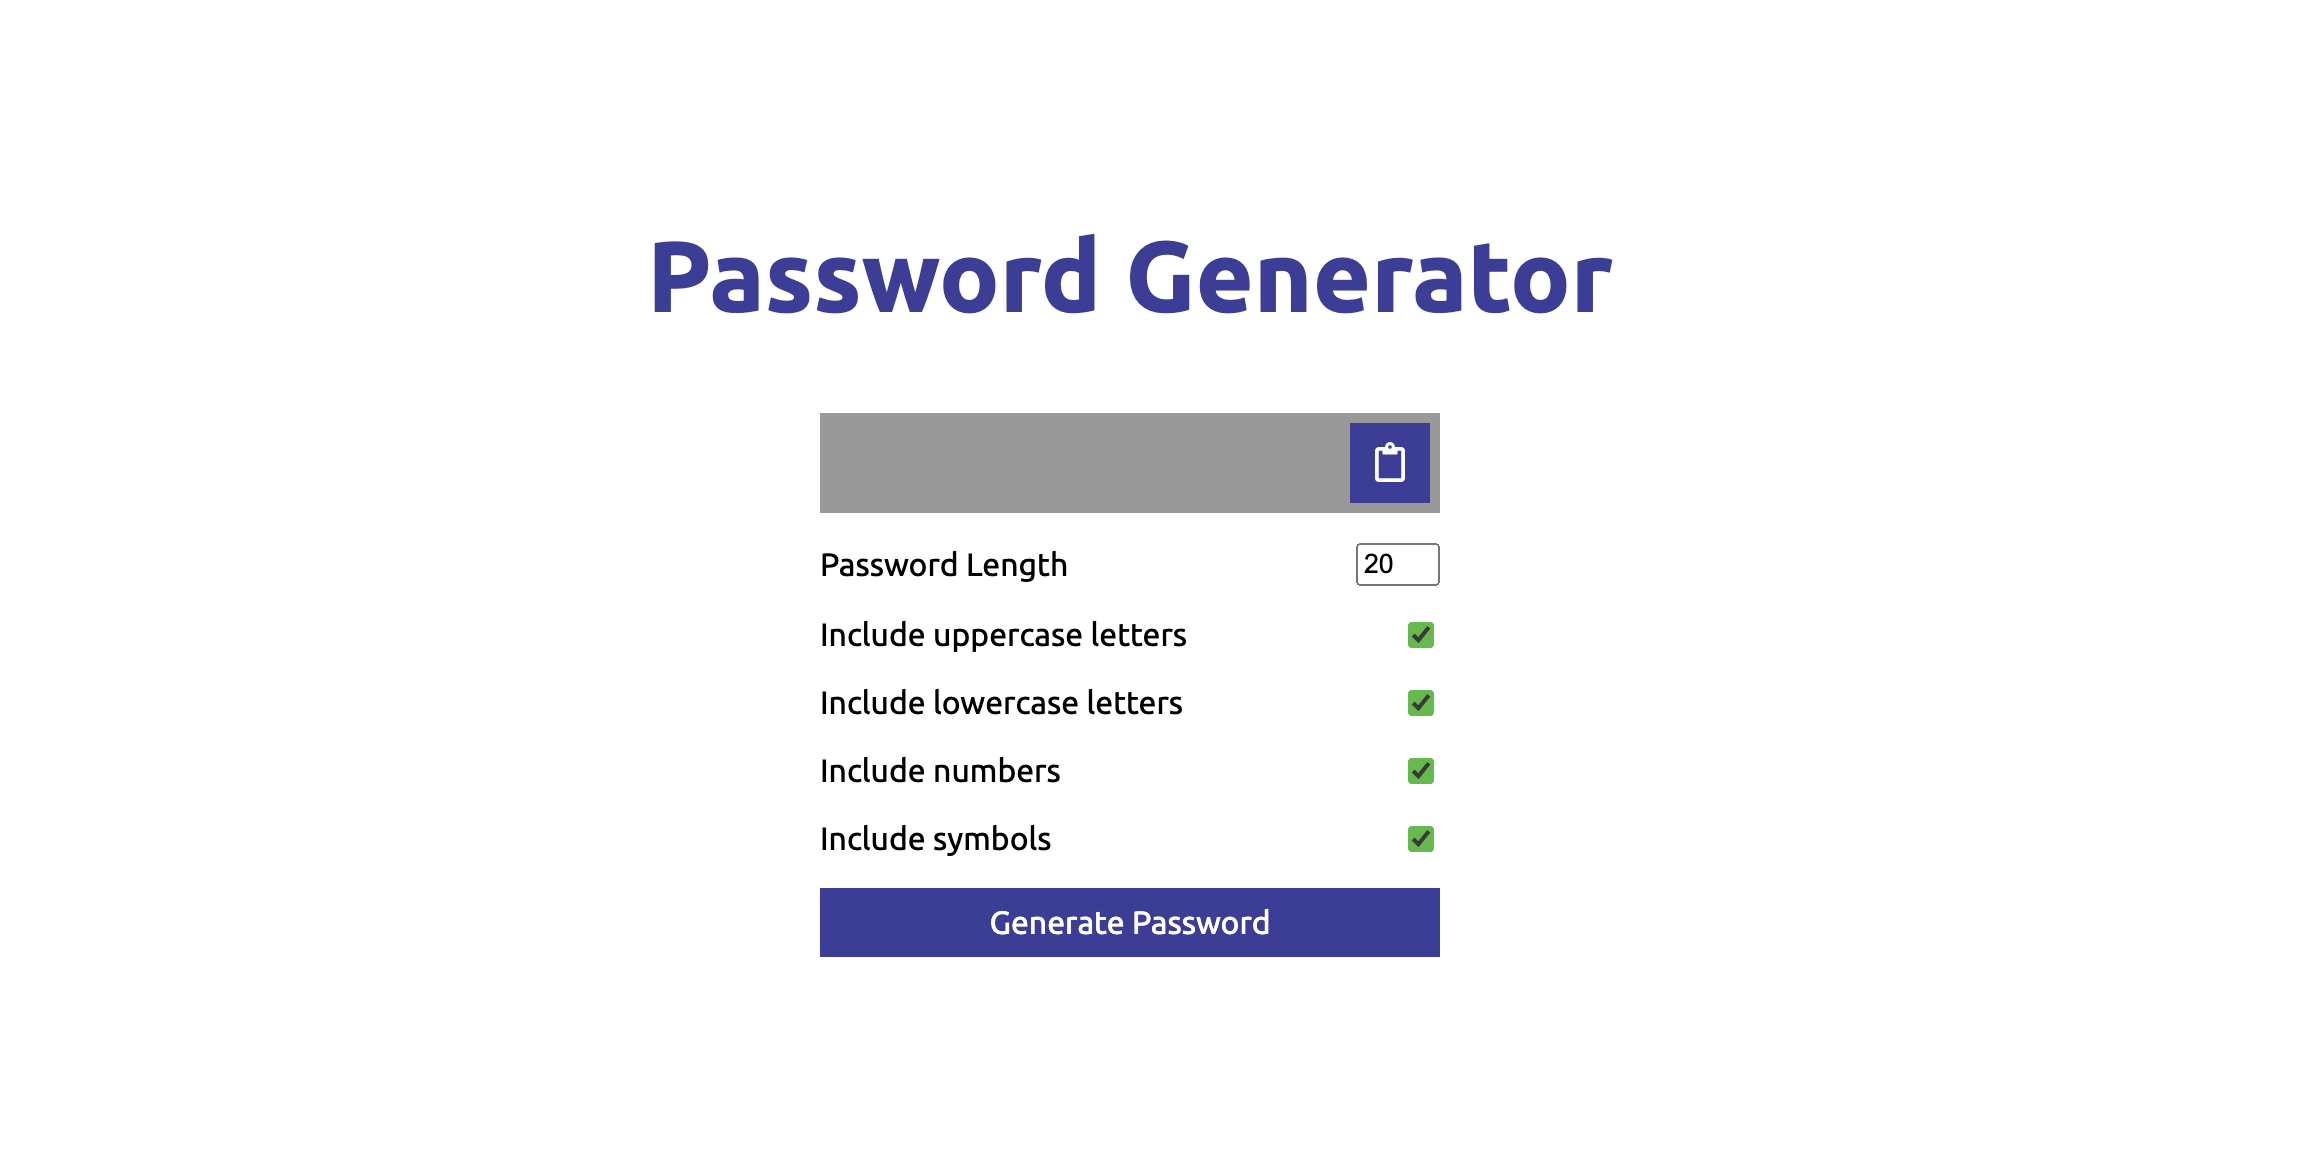 Password Generator
Password Length 20
Include uppercase letters
Include lowercase letters
Include numbers
Include symbols
Generate Password